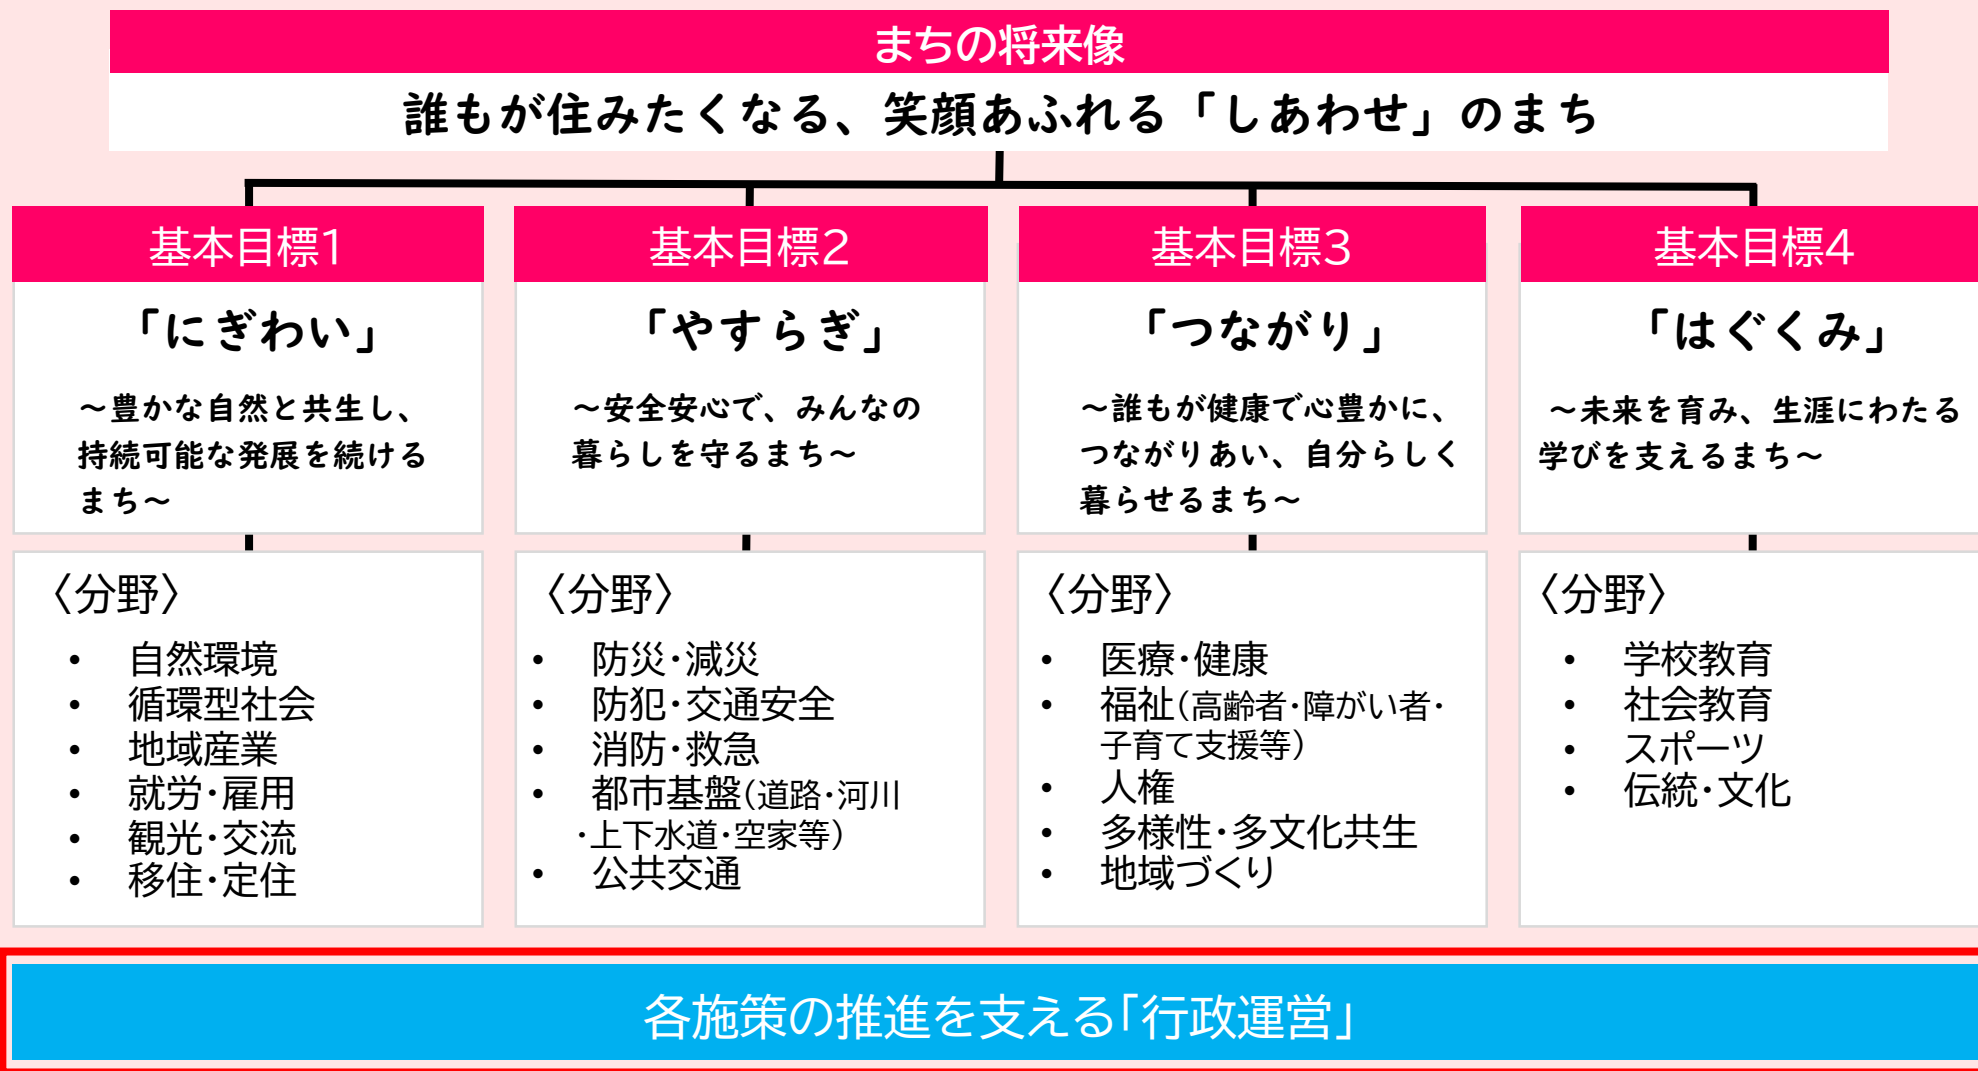 まちの将来像
誰もが住みたくなる、笑顔あふれる「しあわせ」のまち
基本目標1
「にぎわい」
~豊かな自然と共生し、
持続可能な発展を続ける
まち~
〈分野〉
• 自然環境
• 循環型社会
• 地域産業
• 就労・雇用
• 観光・交流
• 移住・定住
基本目標2
「やすらぎ」
~安全安心で、みんなの
暮らしを守るまち~
〈分野〉
• 防災・減災
• 防犯・交通安全
• 消防・救急
• 都市基盤(道路・河川
・上下水道・空家等)
• 公共交通
基本目標3
「つながり」
~誰もが健康で心豊かに、
つながりあい、自分らしく
暮らせるまち~
〈分野〉
• 医療・健康
• 福祉(高齢者・障がい者・
子育て支援等)
• 人権
• 多様性・多文化共生
• 地域づくり
基本目標4
「はぐくみ」
~未来を育み、生涯にわたる
学びを支えるまち~
〈分野〉
• 学校教育
• 社会教育
• スポーツ
• 伝統・文化
各施策の推進を支える「行政運営」